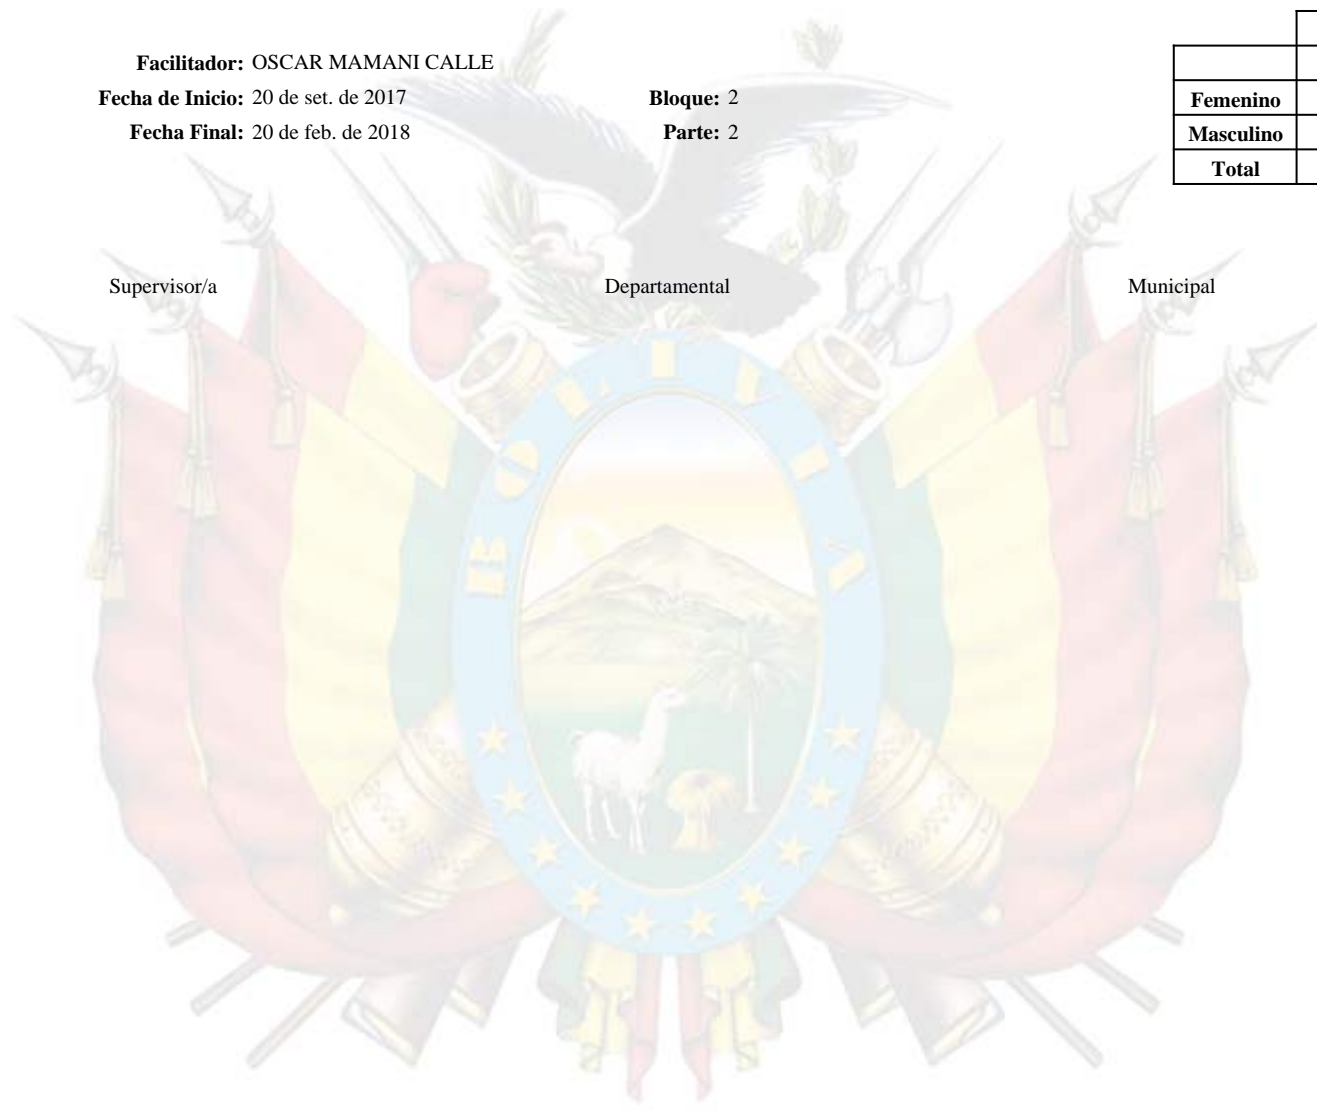 Facilitador: OSCAR MAMANI CALLE
Fecha de Inicio: 20 de set. de 2017
Bloque: 2
Femenino
Fecha Final: 20 de feb. de 2018
Parte: 2
Masculino
Total
Supervisor/a
Departamental
Municipal
BOLIVIA